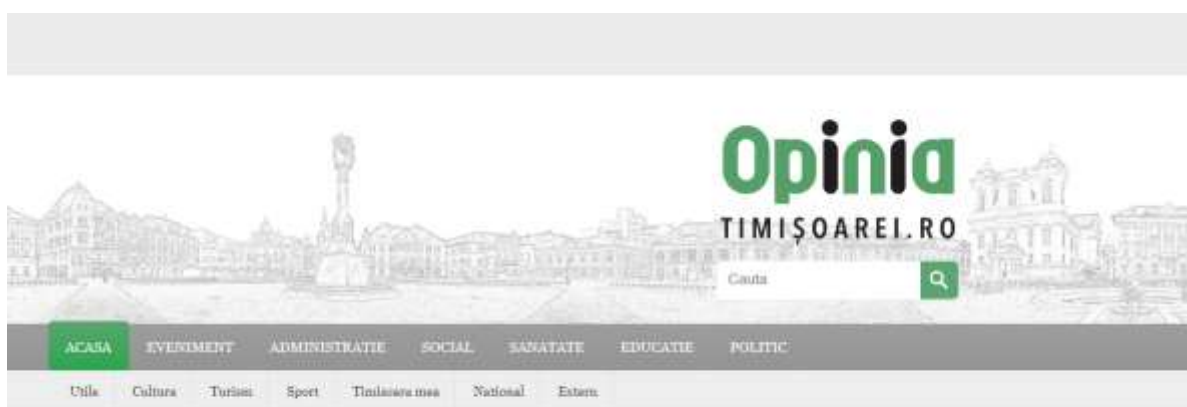 Opinia
TIMIȘOAREI.RO
Cauta
ACASA EVENIMENT ADMINISTRATIE SOCIAL SANATATE EDUCATIE POLITIC
Utile Cultura Turism Sport Timisoara mea National Extern